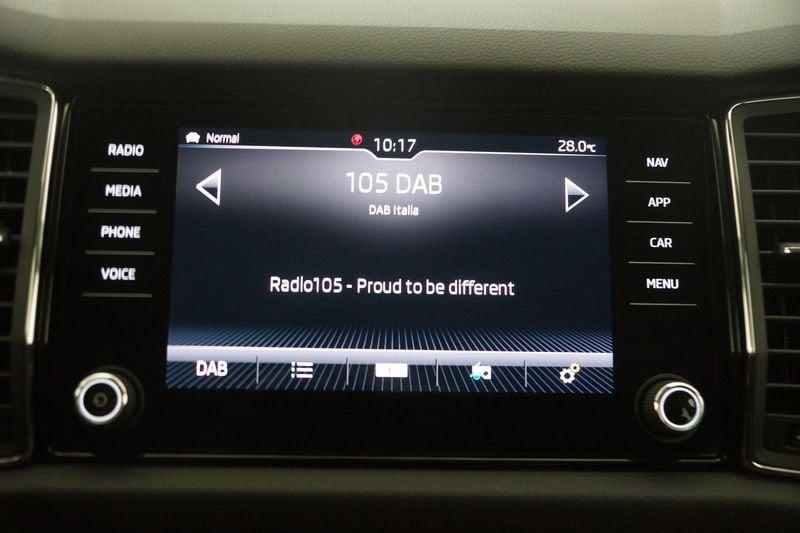 RADIO
MEDIA
PHONE
VOICE
Normal
10:17
28.0°C
105 DAB
DAB Italia
Radio105 - Proud to be different
DAB
NAV
APP
CAR
MENU